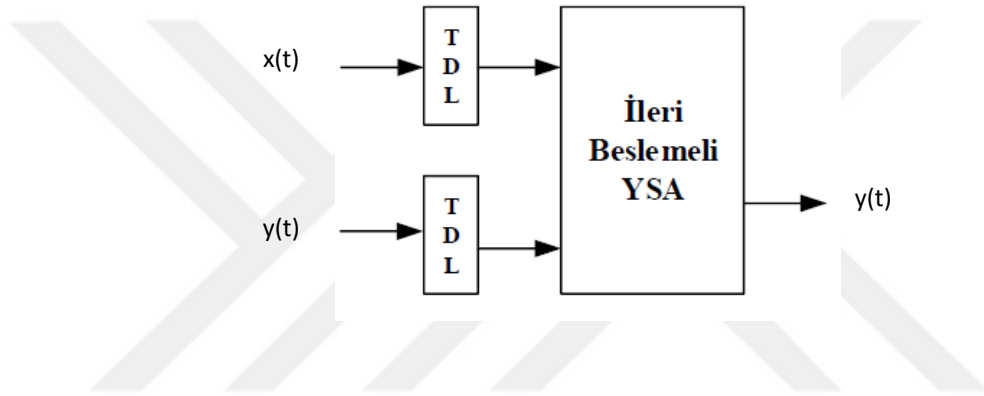 x(t)
T
D
L
İleri
Beslemeli
YSA
y(t)
T
D
L
y(t)